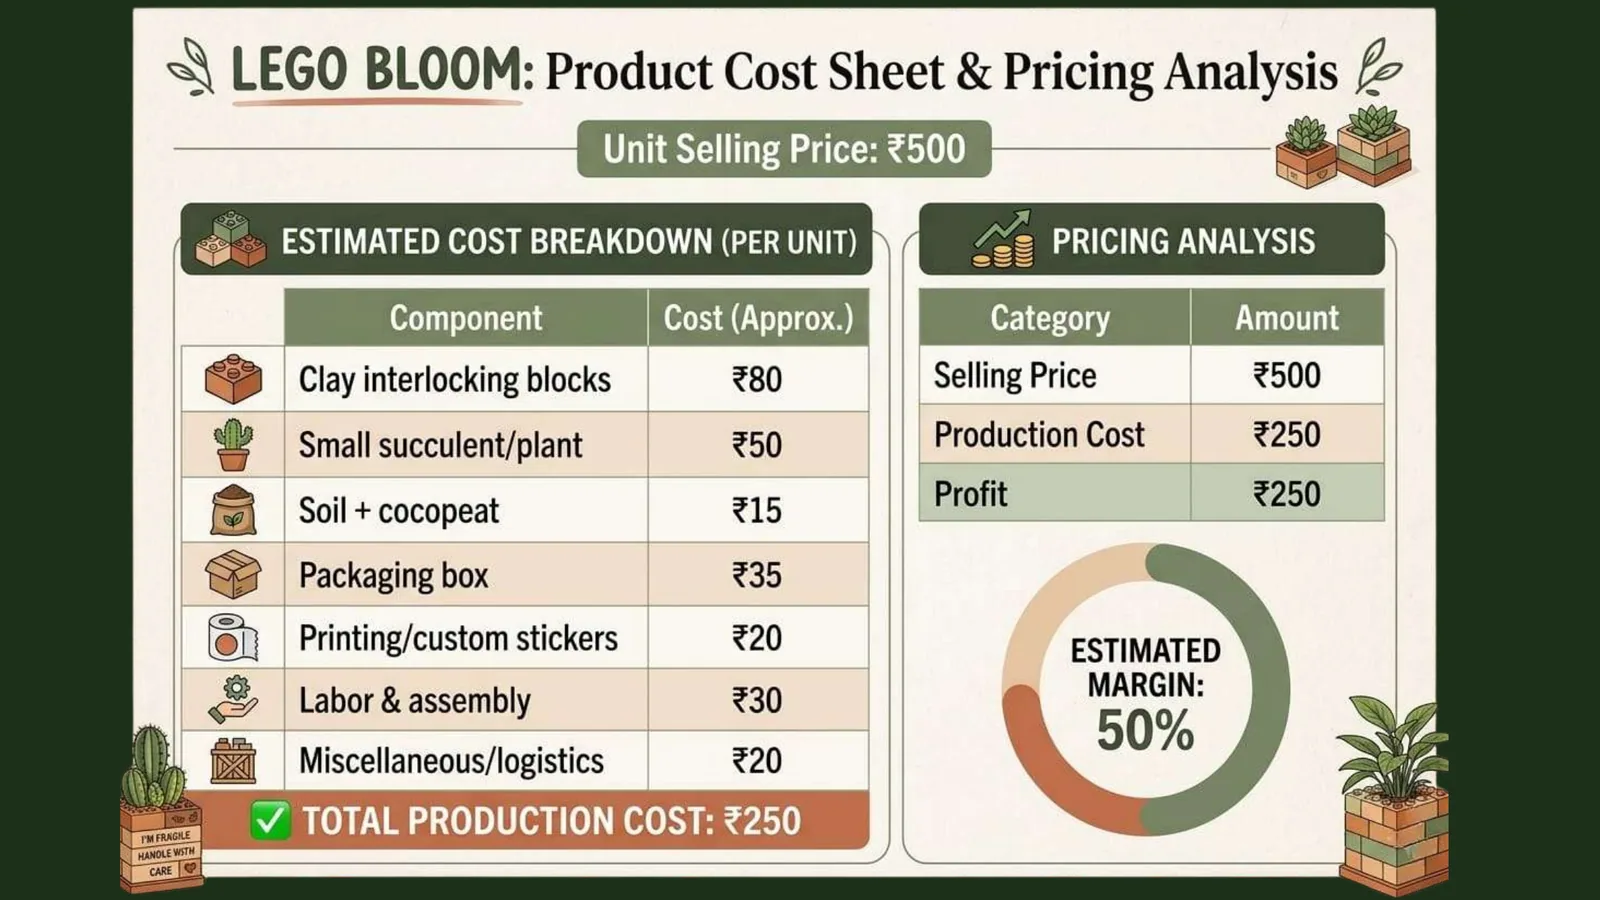 LEGO BLOOM: Product Cost Sheet & Pricing Analysis
Unit Selling Price: ₹500
ESTIMATED COST BREAKDOWN (PER UNIT)
Component Cost (Approx.)
Clay interlocking blocks ₹80
Small succulent/plant ₹50
Soil + cocopeat ₹15
Packaging box ₹35
Printing/custom stickers ₹20
Labor & assembly ₹30
Miscellaneous/logistics ₹20
TOTAL PRODUCTION COST: ₹250
PRICING ANALYSIS
Category Amount
Selling Price ₹500
Production Cost ₹250
Profit ₹250
ESTIMATED
MARGIN:
50%
I'M FRAGILE
HANDLE WITH
CARE